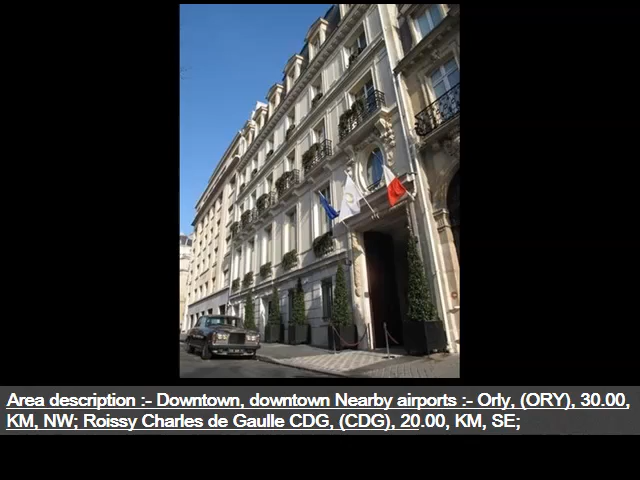 Area description :- Downtown, downtown Nearby airports :- Orly, (ORY), 30.00,
KM, NW; Roissy Charles de Gaulle CDG, (CDG), 20.00, KM, SE;